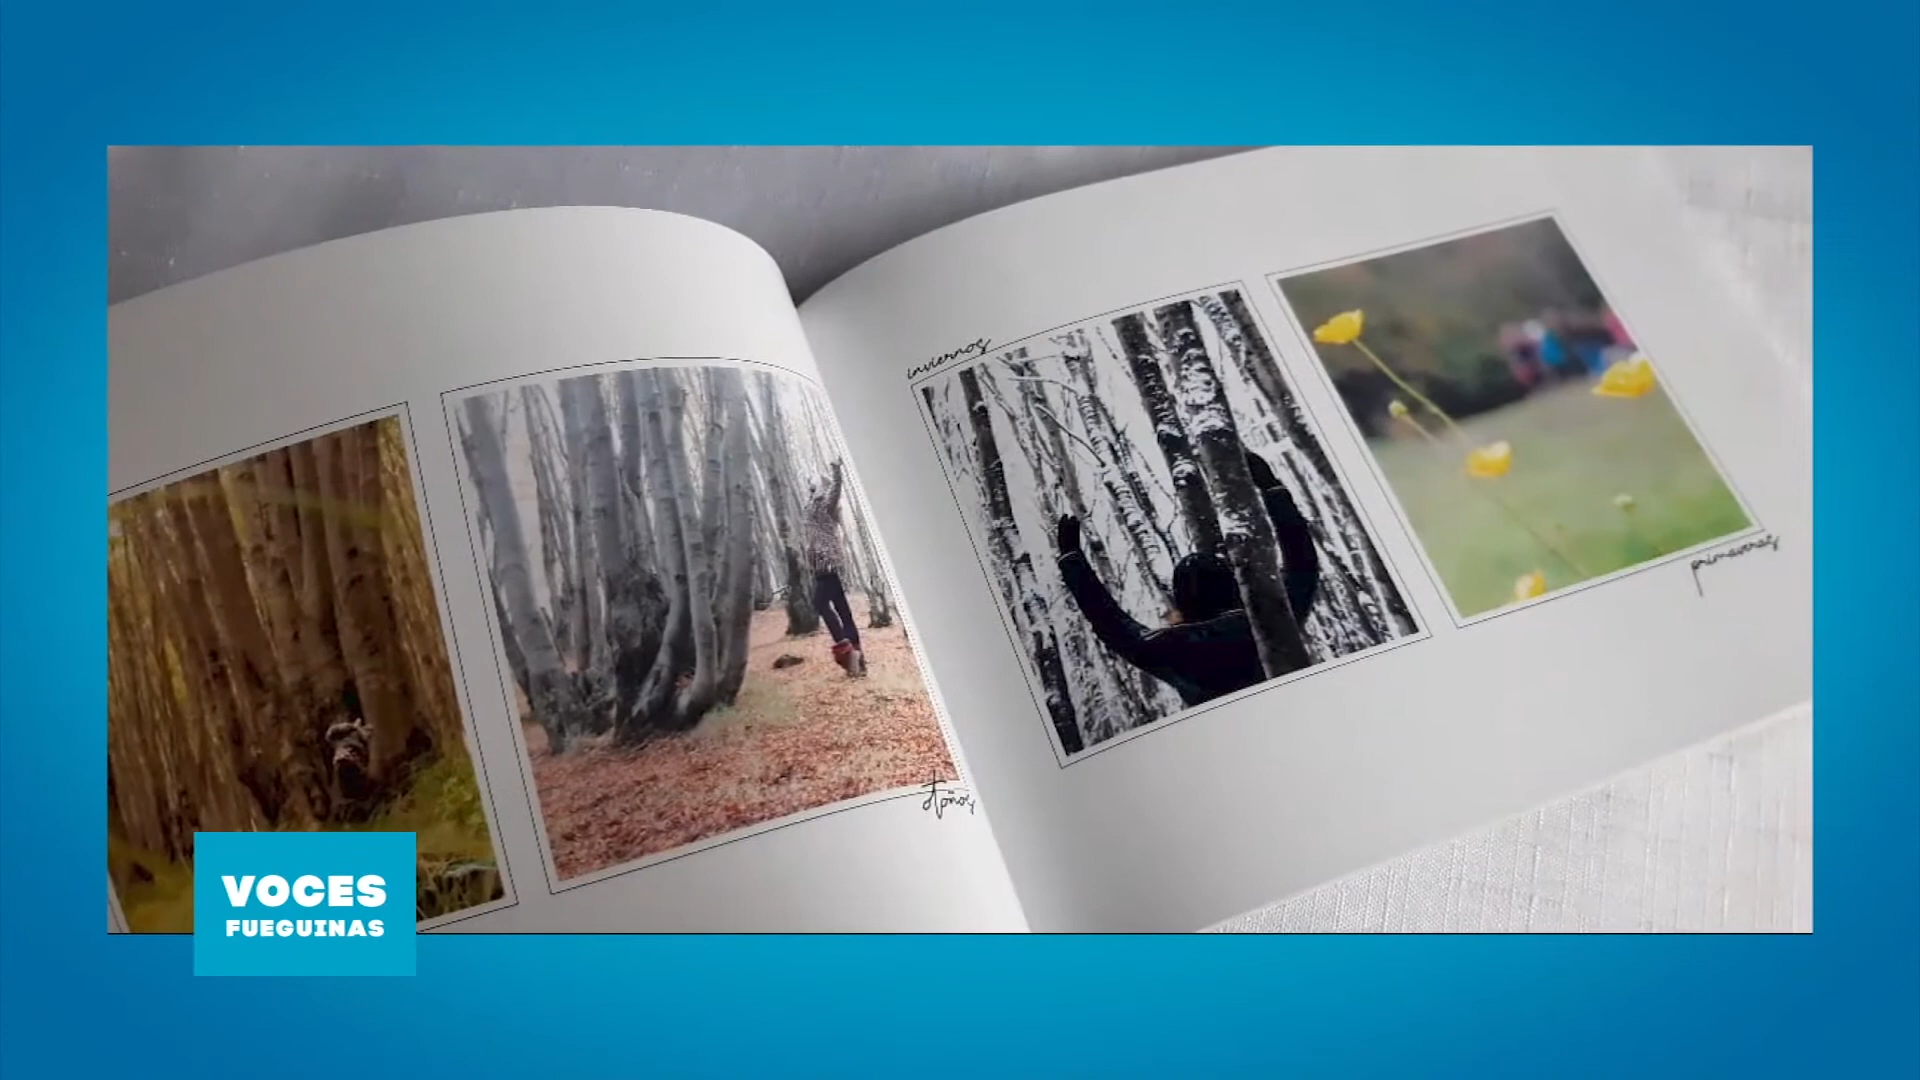 inviernos
otoños
primaveras
VOCES
FUEGUINAS